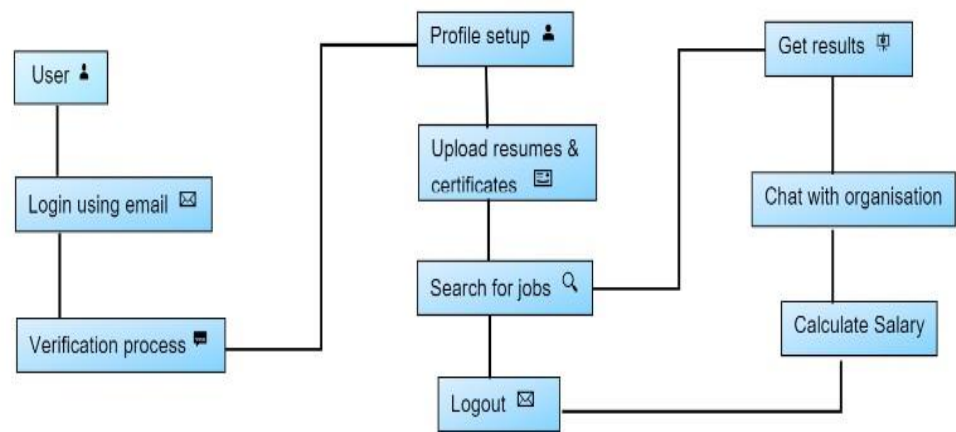 User
Login using email
Verification process
Profile setup
Upload resumes &
certificates
Search for jobs
Logout
Get results
Chat with organisation
Calculate Salary